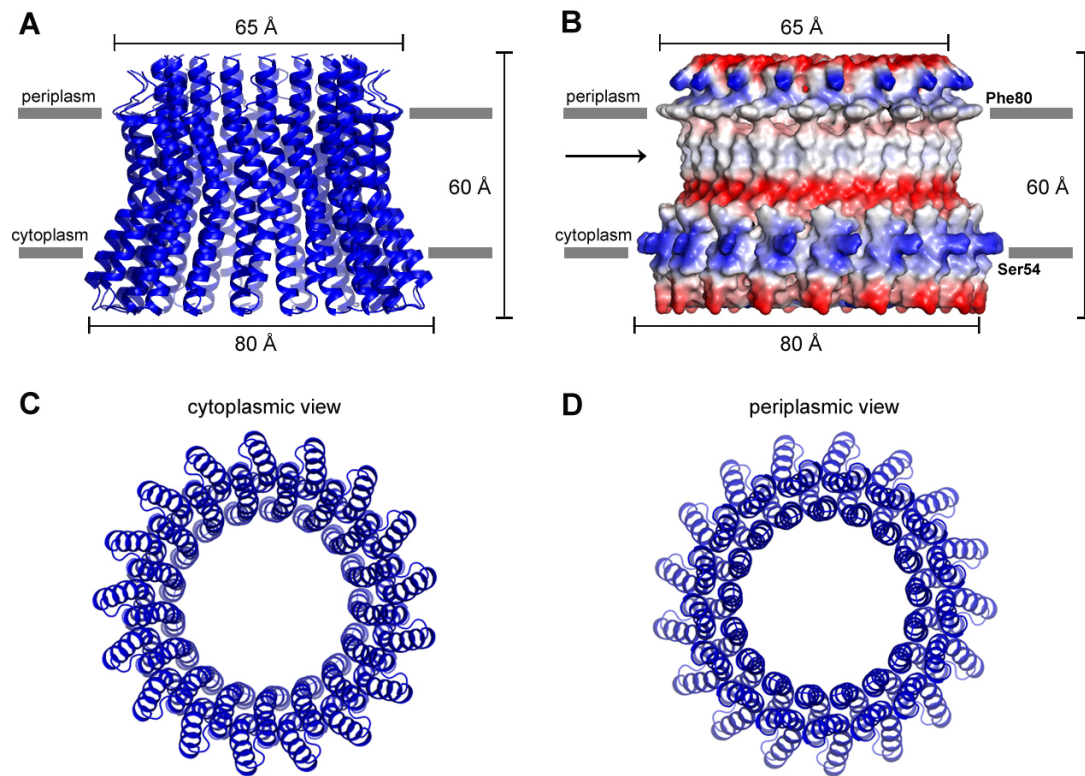 A
65 Å
periplasm
cytoplasm
60 Å
80 Å
B
65 Å
periplasm
Phe80
60 Å
cytoplasm
Ser54
80 Å
C
cytoplasmic view
D
periplasmic view